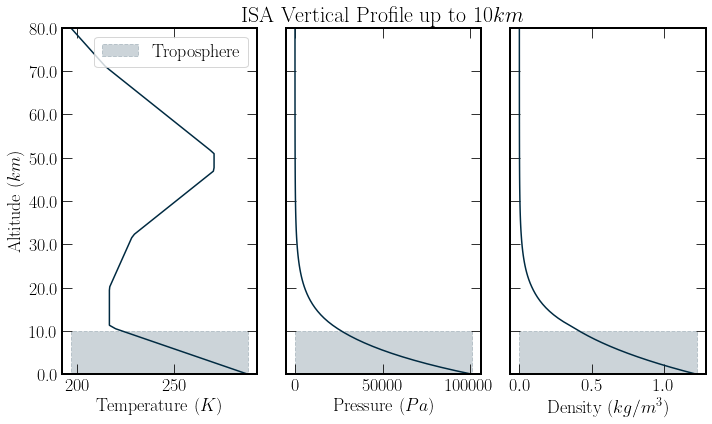 ISA Vertical Profile up to 10km
Troposphere
Altitude (km)
80.0
70.0
60.0
50.0
40.0
30.0
20.0
10.0
0.0
200 250
Temperature (K)
0 50000 100000
Pressure (Pa)
0.0 0.5 1.0
Density (kg/m³)